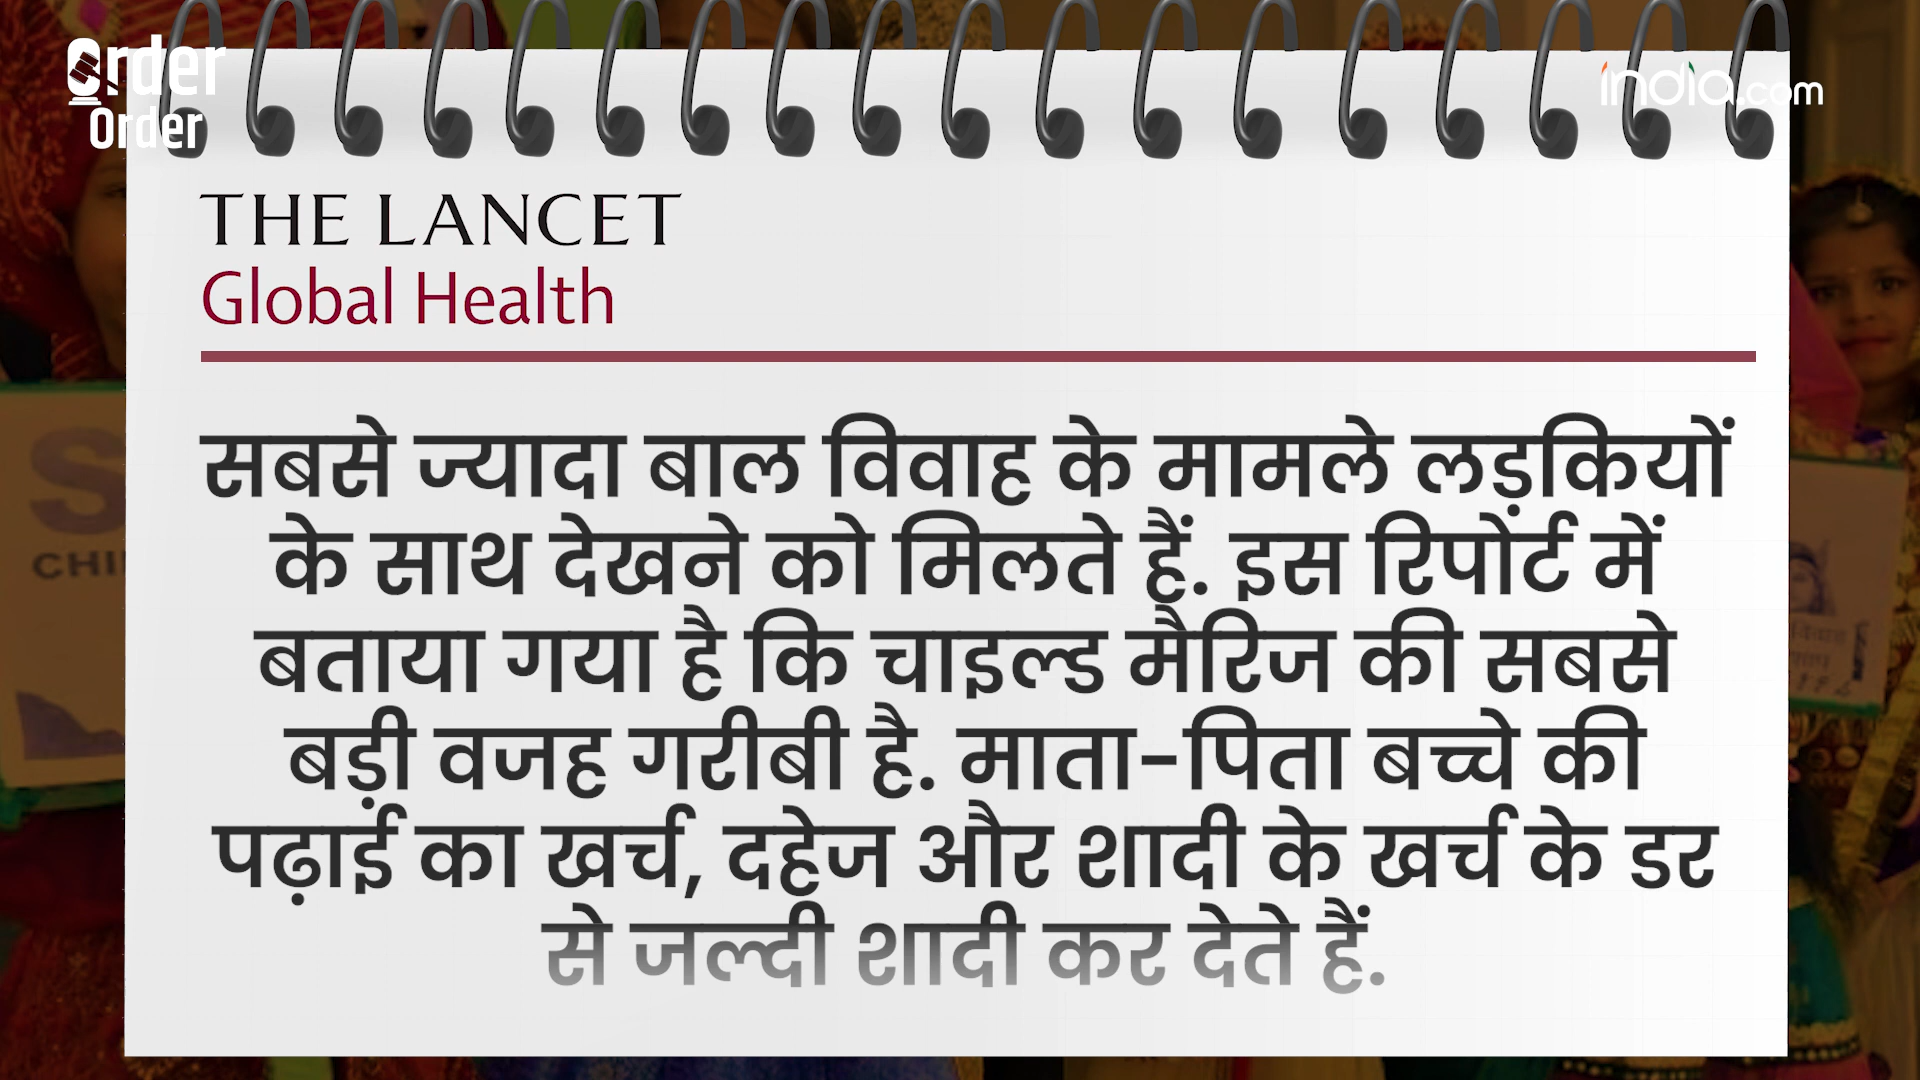 Order
Order
india.com
THE LANCET
Global Health
सबसे ज्यादा बाल विवाह के मामले लड़कियों
के साथ देखने को मिलते हैं. इस रिपोर्ट में
बताया गया है कि चाइल्ड मैरिज की सबसे
बड़ी वजह गरीबी है. माता-पिता बच्चे की
पढ़ाई का खर्च, दहेज और शादी के खर्च के डर
से जल्दी शादी कर देते हैं.